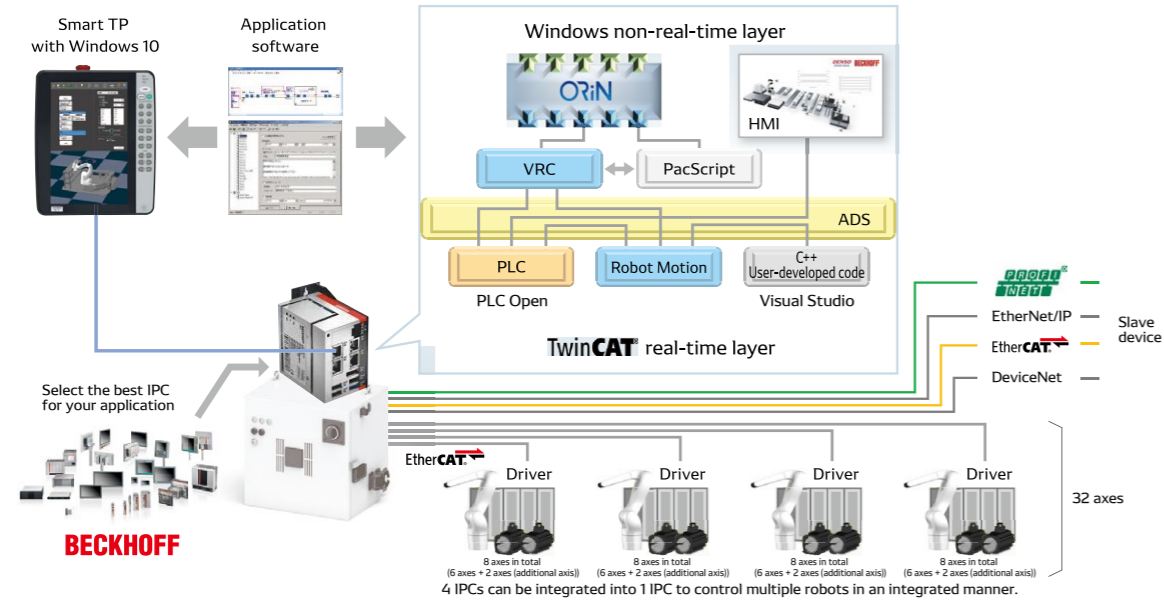 Smart TP
with Windows 10
Application
software
Windows non-real-time layer
ORiN
DENSO BECKHOFF
HMI
VRC
PacScript
ADS
PLC
Robot Motion
C++
User-developed code
PLC Open
Visual Studio
TwinCAT® real-time layer
PROFI®
NET
EtherNet/IP
EtherCAT®
DeviceNet
Slave
device
Select the best IPC
for your application
BECKHOFF
EtherCAT®
Driver
Driver
Driver
Driver
32 axes
8 axes in total
(6 axes + 2 axes (additional axis))
8 axes in total
(6 axes + 2 axes (additional axis))
8 axes in total
(6 axes + 2 axes (additional axis))
8 axes in total
(6 axes + 2 axes (additional axis))
4 IPCs can be integrated into 1 IPC to control multiple robots in an integrated manner.